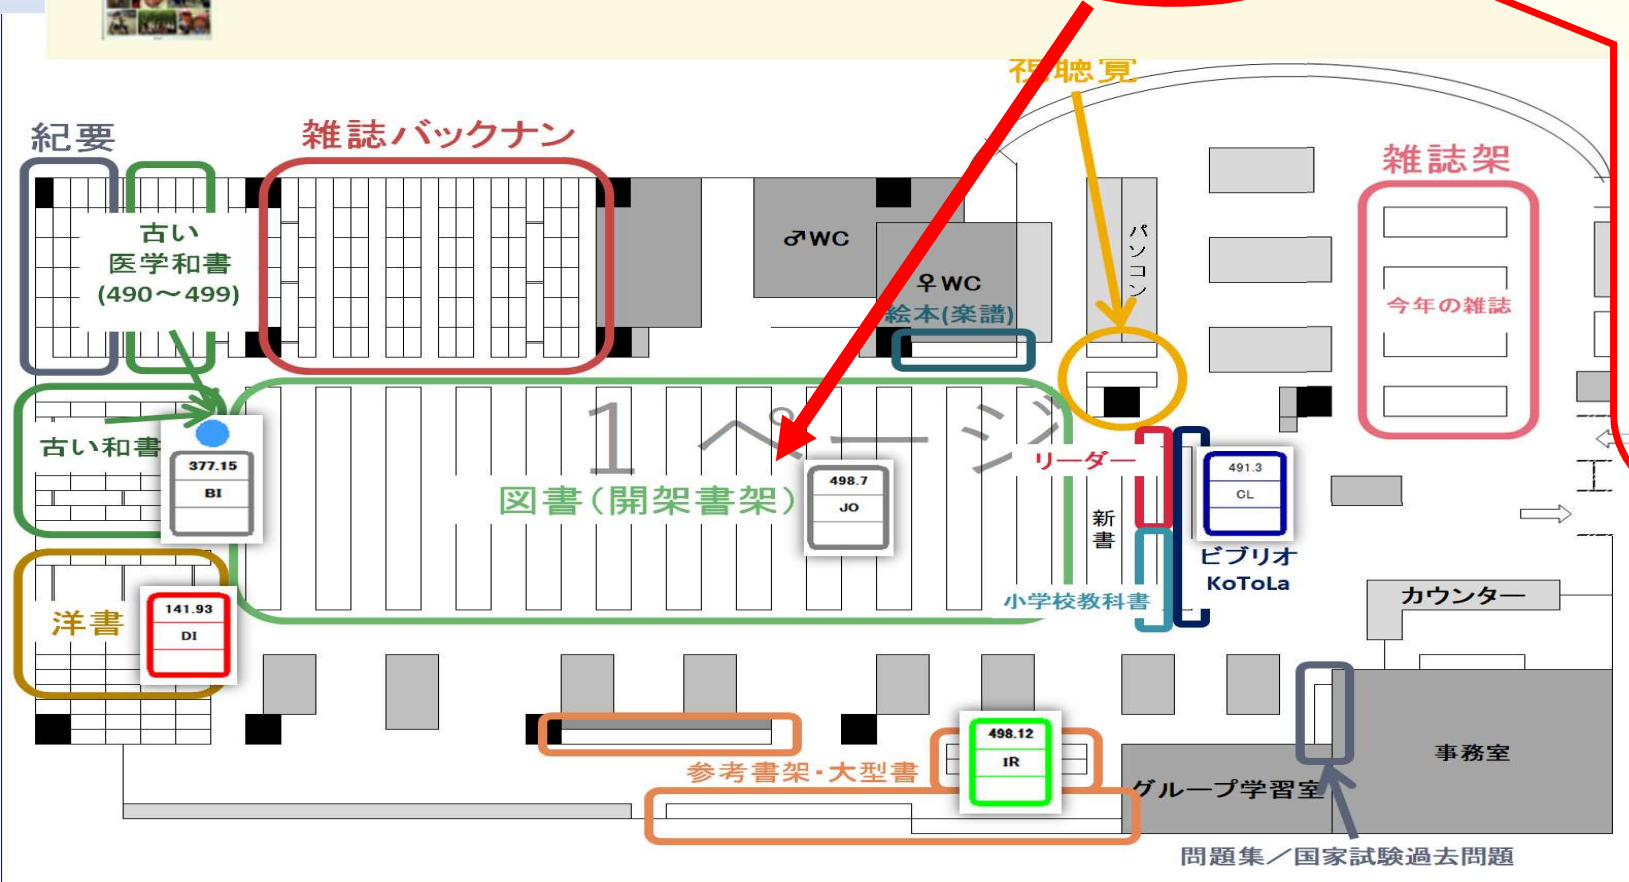 視聴覚
紀要
雑誌バックナン
雑誌架
古い
医学和書
(490～499)
♂WC
♀WC
絵本(楽譜)
パソコン
今年の雑誌
1 ページ
古い和書
377.15
BI
図書(開架書架)
498.7
JO
リーダー
新書
491.3
CL
ビブリオ
KoToLa
小学校教科書
カウンター
洋書
141.93
DI
参考書架・大型書
498.12
IR
グループ学習室
事務室
問題集／国家試験過去問題